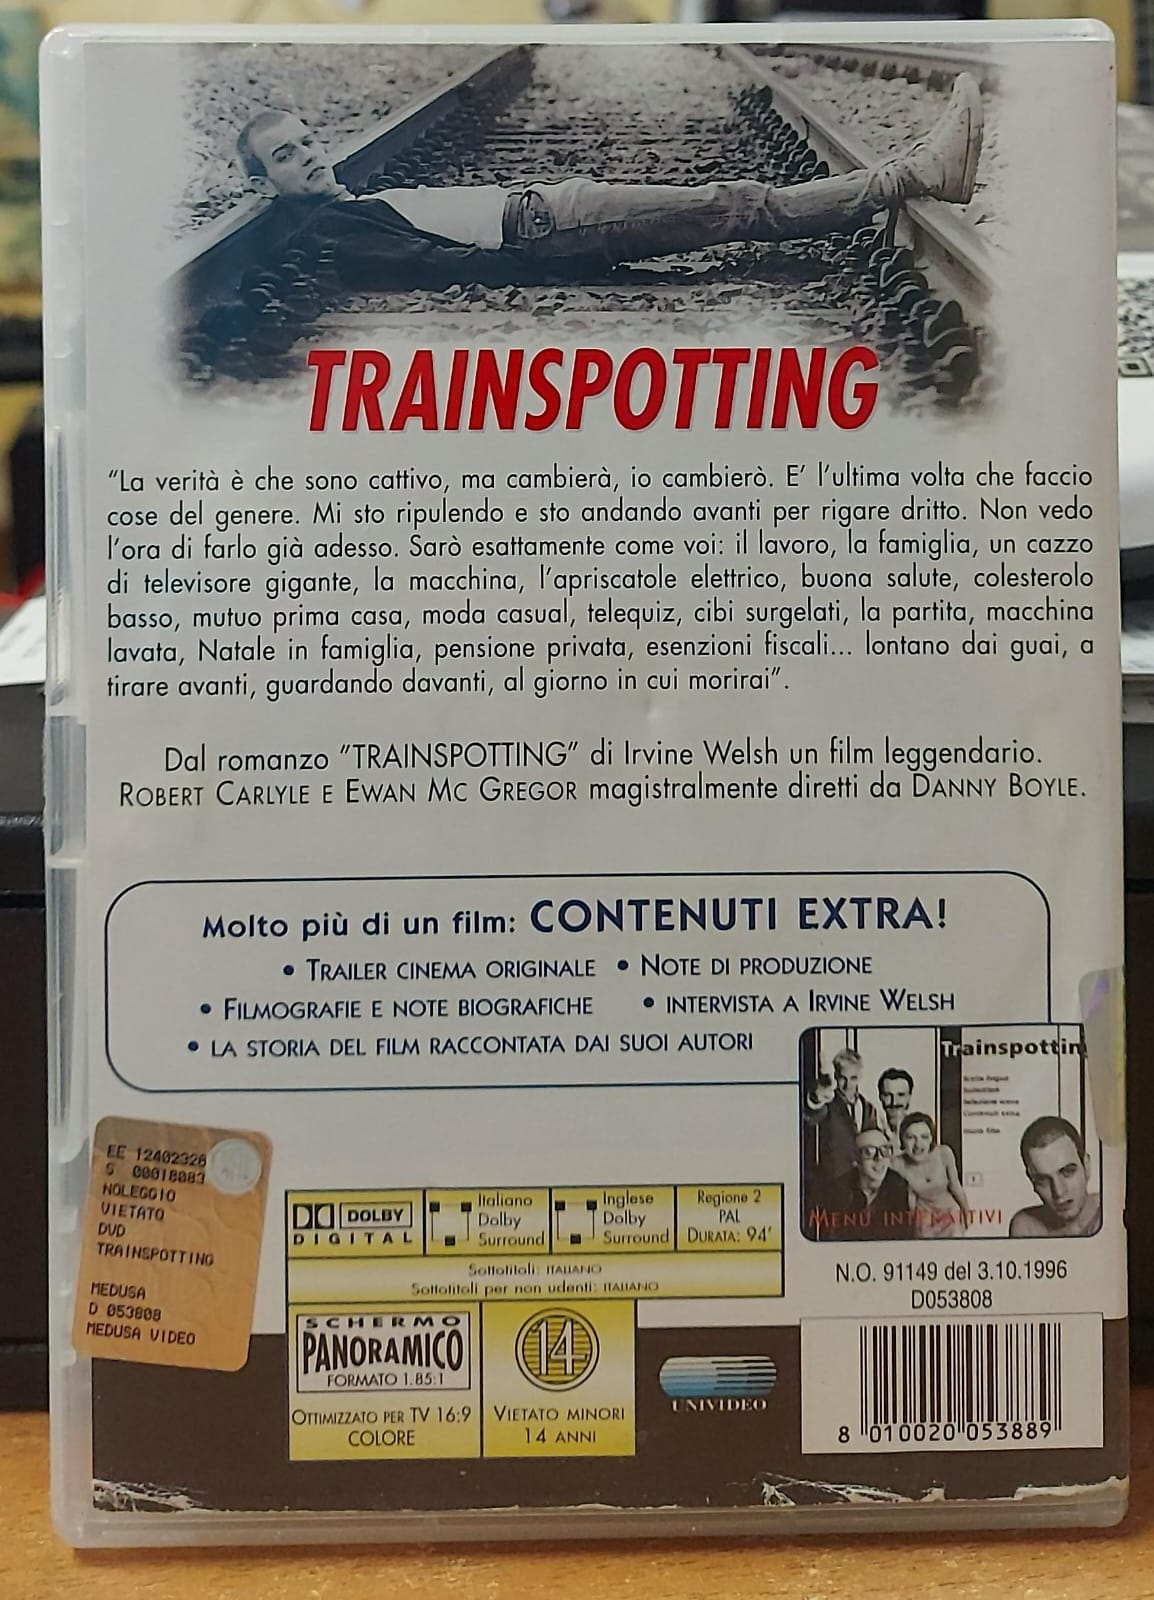 TRAINSPOTTING
“La verità è che sono cattivo, ma cambierà, io cambierò. E’ l’ultima volta che faccio
cose del genere. Mi sto ripulendo e sto andando avanti per rigare dritto. Non vedo
l’ora di farlo già adesso. Sarò esattamente come voi: il lavoro, la famiglia, un cazzo
di televisore gigante, la macchina, l’apriscatole elettrico, buona salute, colesterolo
basso, mutuo prima casa, moda casual, telequiz, cibi surgelati, la partita, macchina
lavata, Natale in famiglia, pensione privata, esenzioni fiscali... lontano dai guai, a
tirare avanti, guardando davanti, al giorno in cui morirai”.
Dal romanzo “TRAINSPOTTING” di Irvine Welsh un film leggendario.
ROBERT CARLYLE E EWAN MC GREGOR magistralmente diretti da DANNY BOYLE.
Molto più di un film: CONTENUTI EXTRA!
• TRAILER CINEMA ORIGINALE • NOTE DI PRODUZIONE
• FILMOGRAFIE E NOTE BIOGRAFICHE • INTERVISTA A IRVINE WELSH
• LA STORIA DEL FILM RACCONTATA DAI SUOI AUTORI
Trainspottin
MENU INTERATTIVI
EE 12402326
S 00018083
NOLEGGIO
VIETATO
DVD
TRAINSPOTTING
MEDUSA
D 053808
MEDUSA VIDEO
DOLBY
DIGITAL
Italiano
Dolby
Surround
Inglese
Dolby
Surround
Regione 2
PAL
DURATA: 94’
Sottotitoli: ITALIANO
Sottotitoli per non udenti: ITALIANO
SCHERMO
PANORAMICO
FORMATO 1.85:1
OTTIMIZZATO PER TV 16:9
COLORE
14
VIETATO MINORI
14 ANNI
UNIVIDEO
N.O. 91149 del 3.10.1996
D053808
8 010020 053889